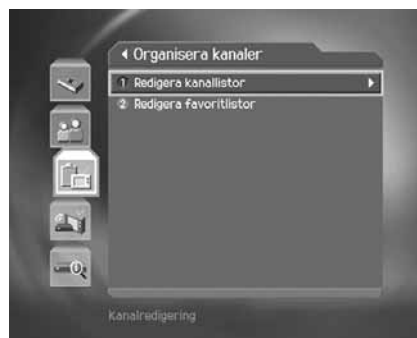 Organisera kanaler
1 Redigera kanallistor
2 Redigera favoritlistor
Kanalredigering